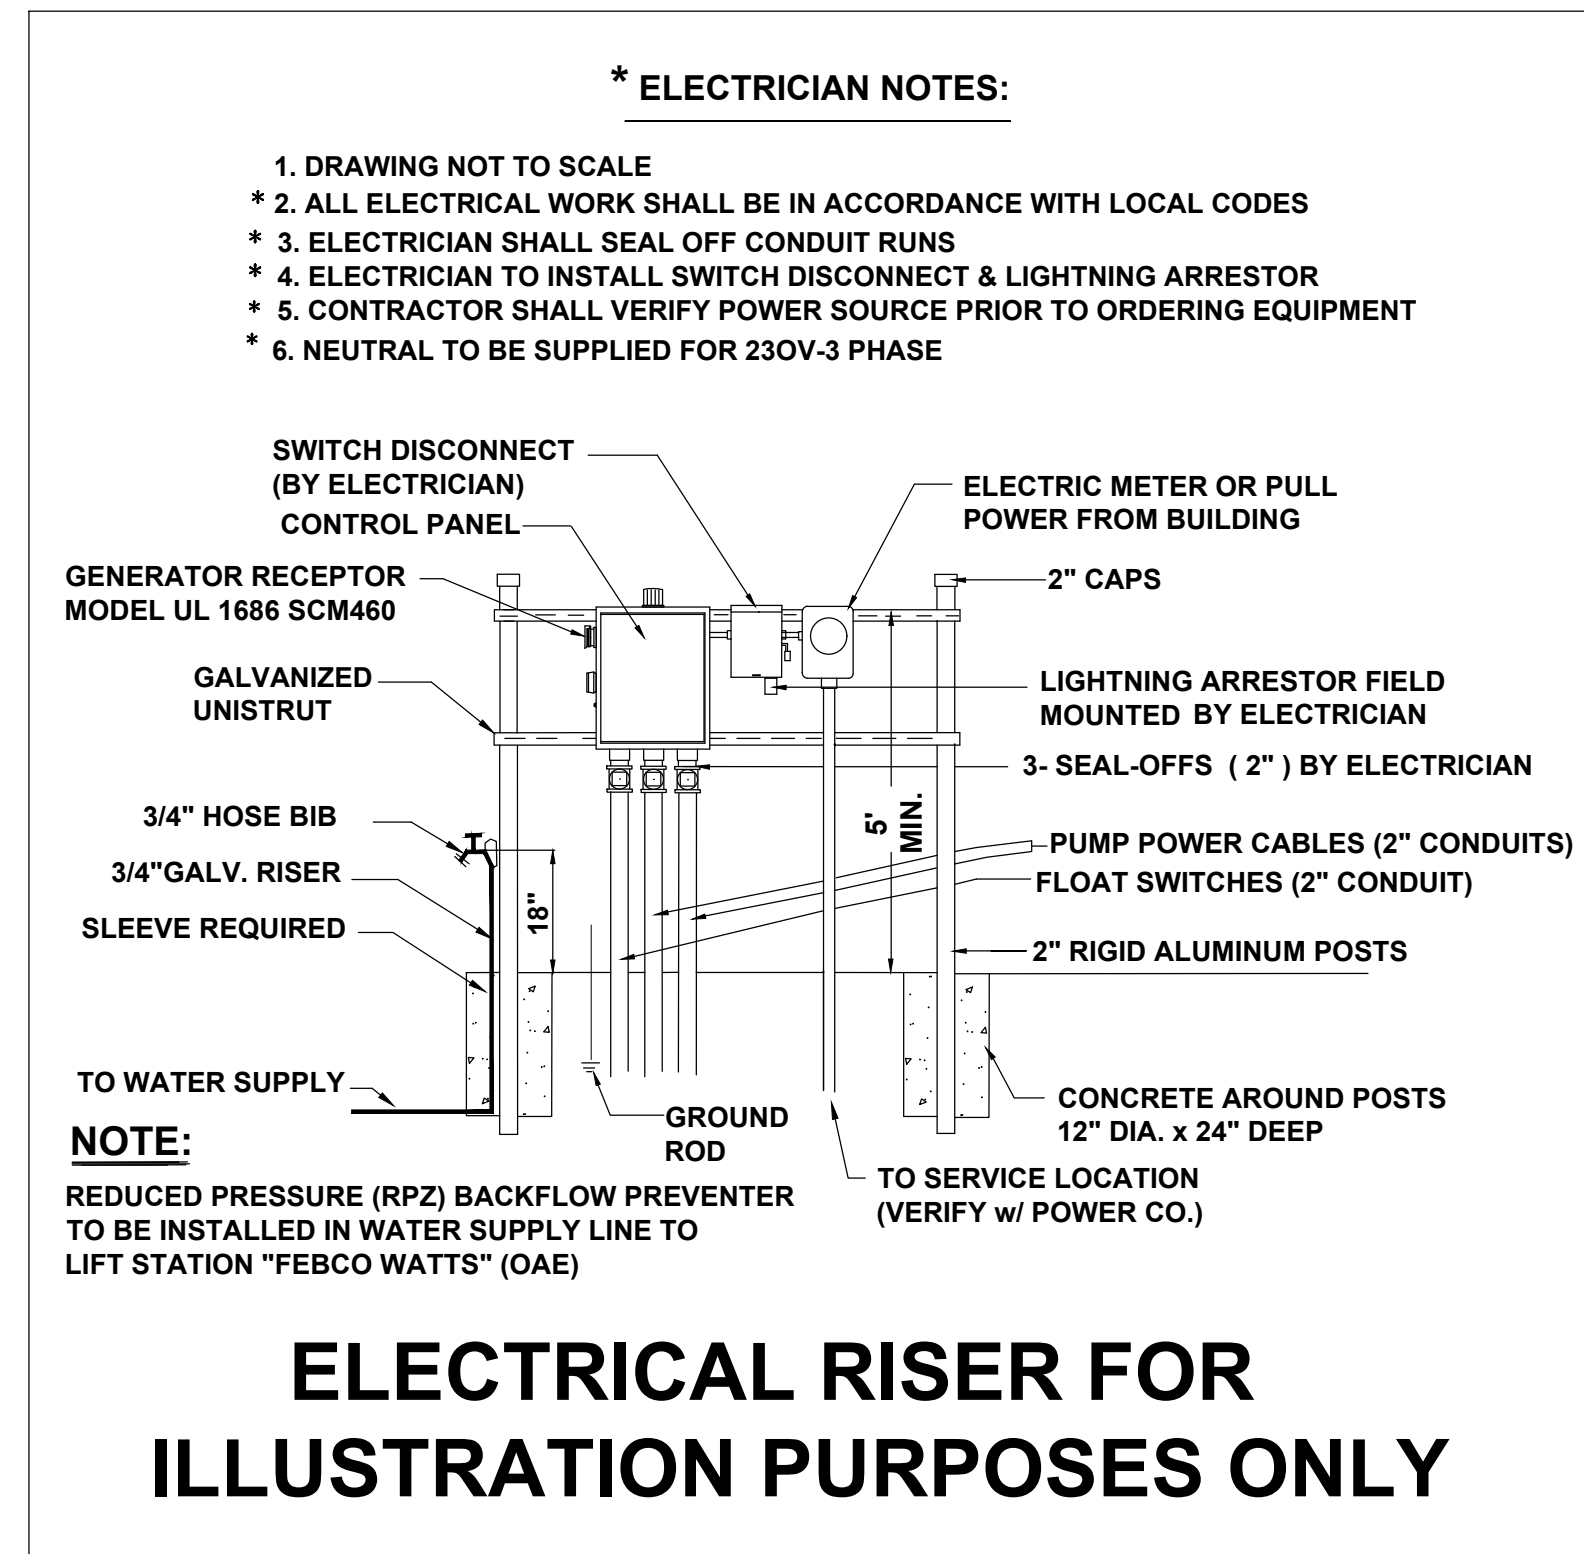 * ELECTRICIAN NOTES:
1. DRAWING NOT TO SCALE
* 2. ALL ELECTRICAL WORK SHALL BE IN ACCORDANCE WITH LOCAL CODES
* 3. ELECTRICIAN SHALL SEAL OFF CONDUIT RUNS
* 4. ELECTRICIAN TO INSTALL SWITCH DISCONNECT & LIGHTNING ARRESTOR
* 5. CONTRACTOR SHALL VERIFY POWER SOURCE PRIOR TO ORDERING EQUIPMENT
* 6. NEUTRAL TO BE SUPPLIED FOR 23OV-3 PHASE
SWITCH DISCONNECT
(BY ELECTRICIAN)
CONTROL PANEL
GENERATOR RECEPTOR
MODEL UL 1686 SCM460
GALVANIZED
UNISTRUT
3/4" HOSE BIB
3/4"GALV. RISER
SLEEVE REQUIRED
TO WATER SUPPLY
18"
5'
MIN.
ELECTRIC METER OR PULL
POWER FROM BUILDING
2" CAPS
LIGHTNING ARRESTOR FIELD
MOUNTED BY ELECTRICIAN
3- SEAL-OFFS ( 2" ) BY ELECTRICIAN
PUMP POWER CABLES (2" CONDUITS)
FLOAT SWITCHES (2" CONDUIT)
2" RIGID ALUMINUM POSTS
CONCRETE AROUND POSTS
12" DIA. x 24" DEEP
GROUND
ROD
TO SERVICE LOCATION
(VERIFY w/ POWER CO.)
NOTE:
REDUCED PRESSURE (RPZ) BACKFLOW PREVENTER
TO BE INSTALLED IN WATER SUPPLY LINE TO
LIFT STATION "FEBCO WATTS" (OAE)
ELECTRICAL RISER FOR
ILLUSTRATION PURPOSES ONLY